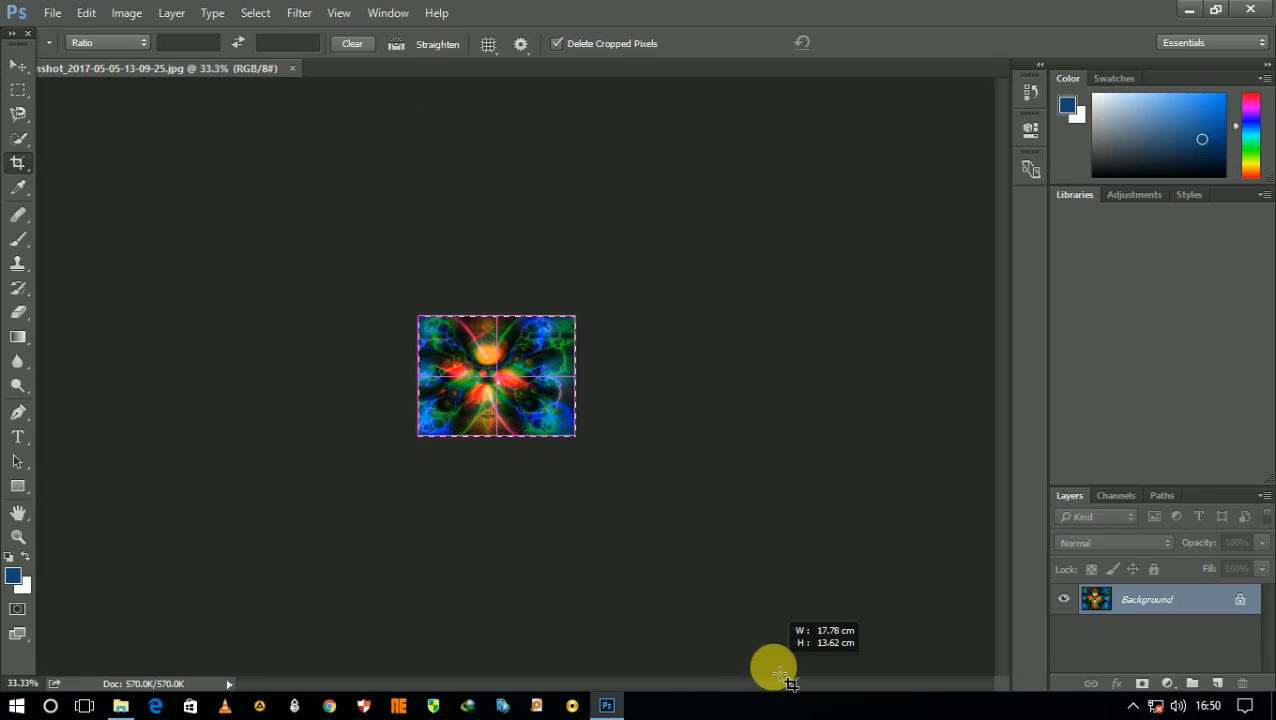 Ps File Edit Image Layer Type Select Filter View Window Help
Ratio Clear Straighten Delete Cropped Pixels Essentials
nshot_2017-05-05-13-09-25.jpg @ 33.3% (RGB/8#) ×
Color Swatches
Libraries Adjustments Styles
Layers Channels Paths
Kind
Normal Opacity: 100%
Lock: Fill: 100%
Background
W: 17.78 cm
H: 13.62 cm
33.33% Doc: 570.0K/570.0K
Ps 16:50